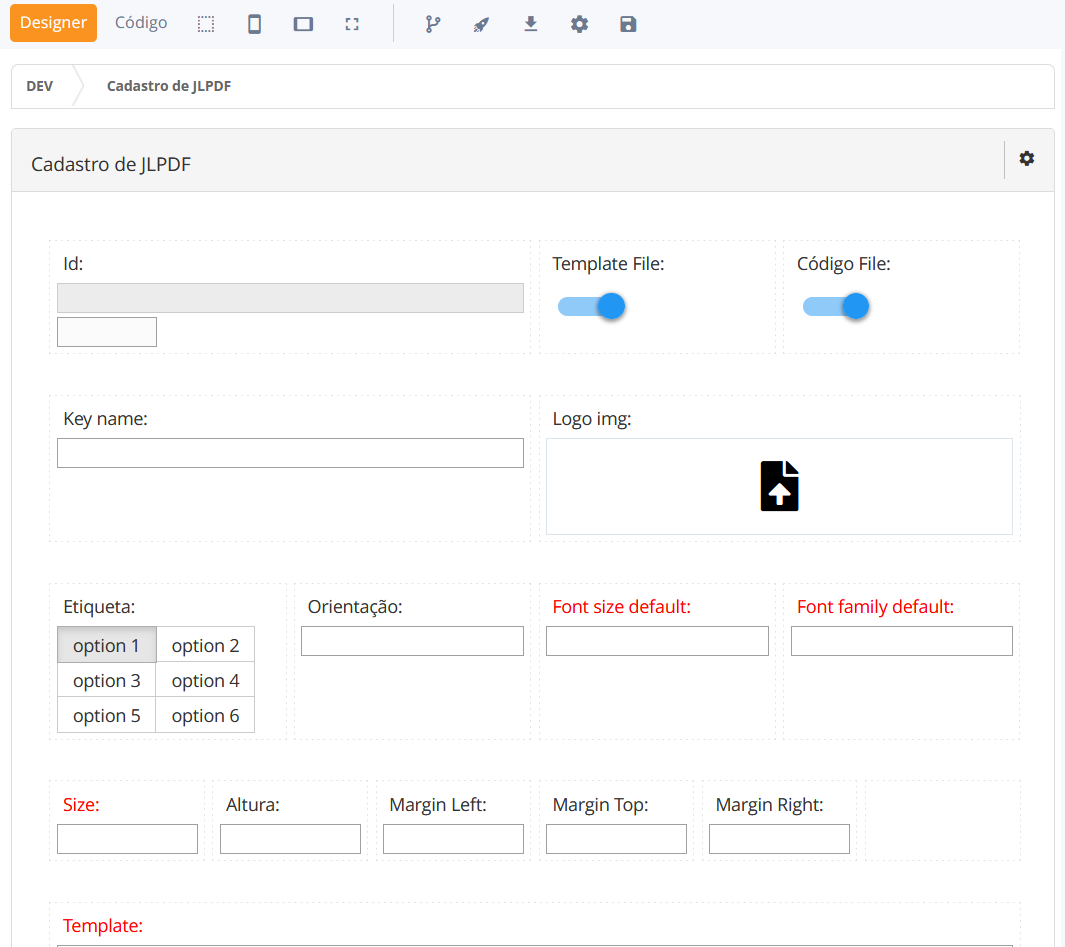 Designer Código
DEV Cadastro de JLPDF
Cadastro de JLPDF
Id: Template File: Código File:
Key name: Logo img:
Etiqueta: Orientação: Font size default: Font family default:
option 1 option 2
option 3 option 4
option 5 option 6
Size: Altura: Margin Left: Margin Top: Margin Right:
Template: